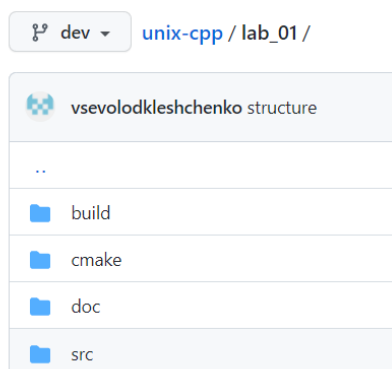 dev unix-cpp / lab_01 /
vsevolodkleshchenko structure
..
build
cmake
doc
src